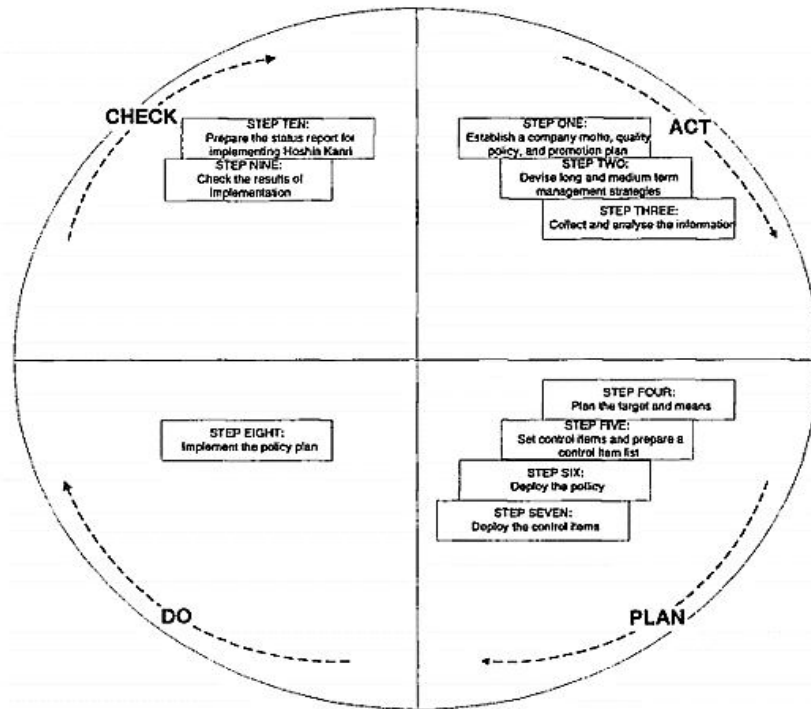 CHECK
STEP TEN:
Prepare the status report for
implementing Hoshin Kanri
STEP NINE:
Check the results of
Implementation
ACT
STEP ONE:
Establish a company motto, quality
policy, and promotion plan
STEP TWO:
Devise long and medium term
management strategies
STEP THREE:
Collect and analyse the information
STEP FOUR:
Plan the target and means
STEP FIVE:
Set control items and prepare a
control item list
STEP SIX:
Deploy the policy
STEP SEVEN:
Deploy the control items
PLAN
STEP EIGHT:
Implement the policy plan
DO